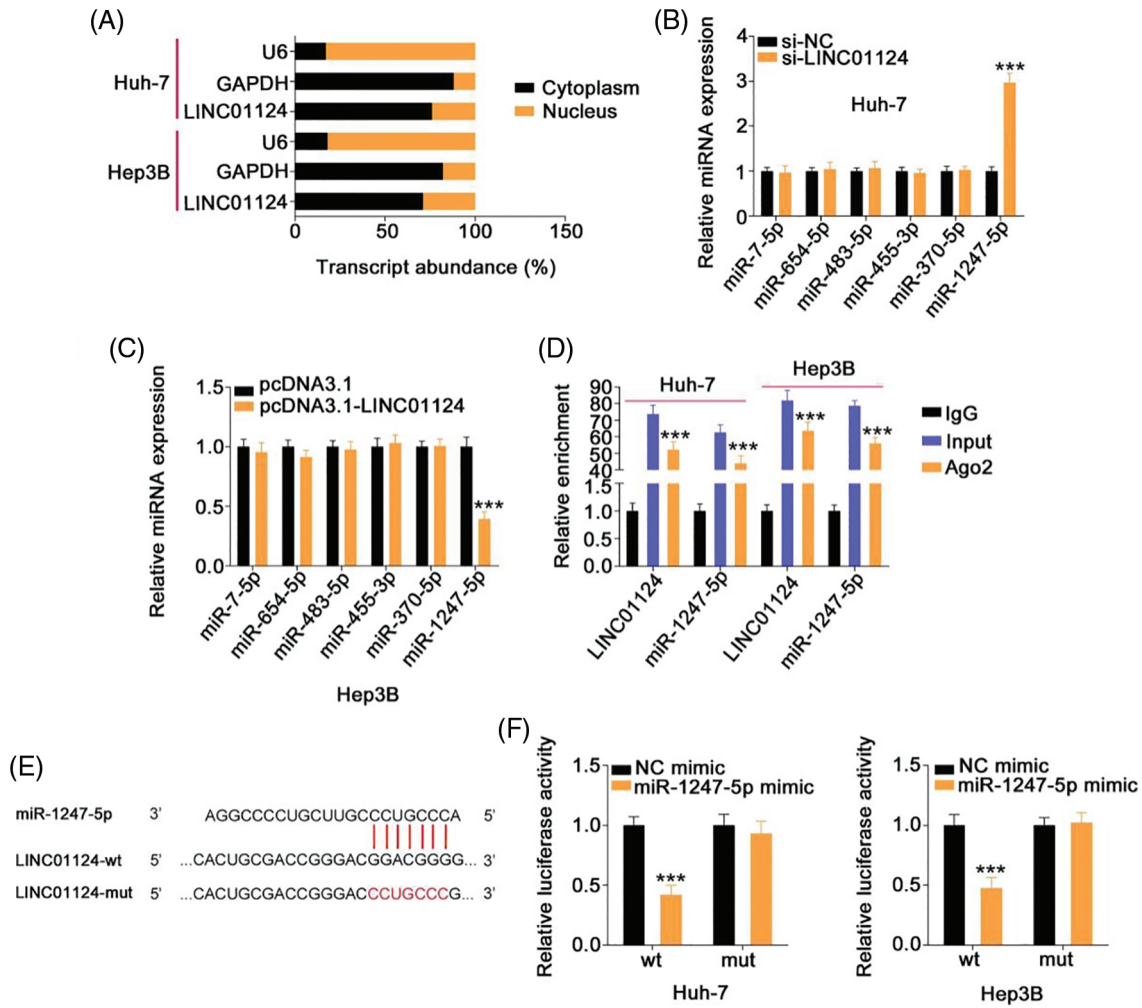 (A)
Huh-7
U6
GAPDH
LINC01124
Hep3B
U6
GAPDH
LINC01124
0
50
100
150
Transcript abundance (%)
Cytoplasm
Nucleus
(B)
Relative miRNA expression
4
3
2
1
0
si-NC
si-LINC01124
Huh-7
***
miR-7-5p
miR-654-5p
miR-483-5p
miR-455-3p
miR-370-5p
miR-1247-5p
(C)
Relative miRNA expression
1.5
1.0
0.5
0.0
pcDNA3.1
pcDNA3.1-LINC01124
***
miR-7-5p
miR-654-5p
miR-483-5p
miR-455-3p
miR-370-5p
miR-1247-5p
Hep3B
(D)
Relative enrichment
90
80
70
60
50
40
1.5
1.0
0.5
0.0
Huh-7
Hep3B
***
***
***
***
LINC01124
miR-1247-5p
LINC01124
miR-1247-5p
IgG
Input
Ago2
(E)
miR-1247-5p 3' AGGCCCCUGCUUGCCCUGCCCA 5'
LINC01124-wt 5' ...CACUGCGACCGGGACGGACGGGG... 3'
LINC01124-mut 5' ...CACUGCGACCGGGACCCUGCCCG... 3'
(F)
Relative luciferase activity
1.5
1.0
0.5
0.0
NC mimic
miR-1247-5p mimic
***
wt
mut
Huh-7
Relative luciferase activity
1.5
1.0
0.5
0.0
NC mimic
miR-1247-5p mimic
***
wt
mut
Hep3B